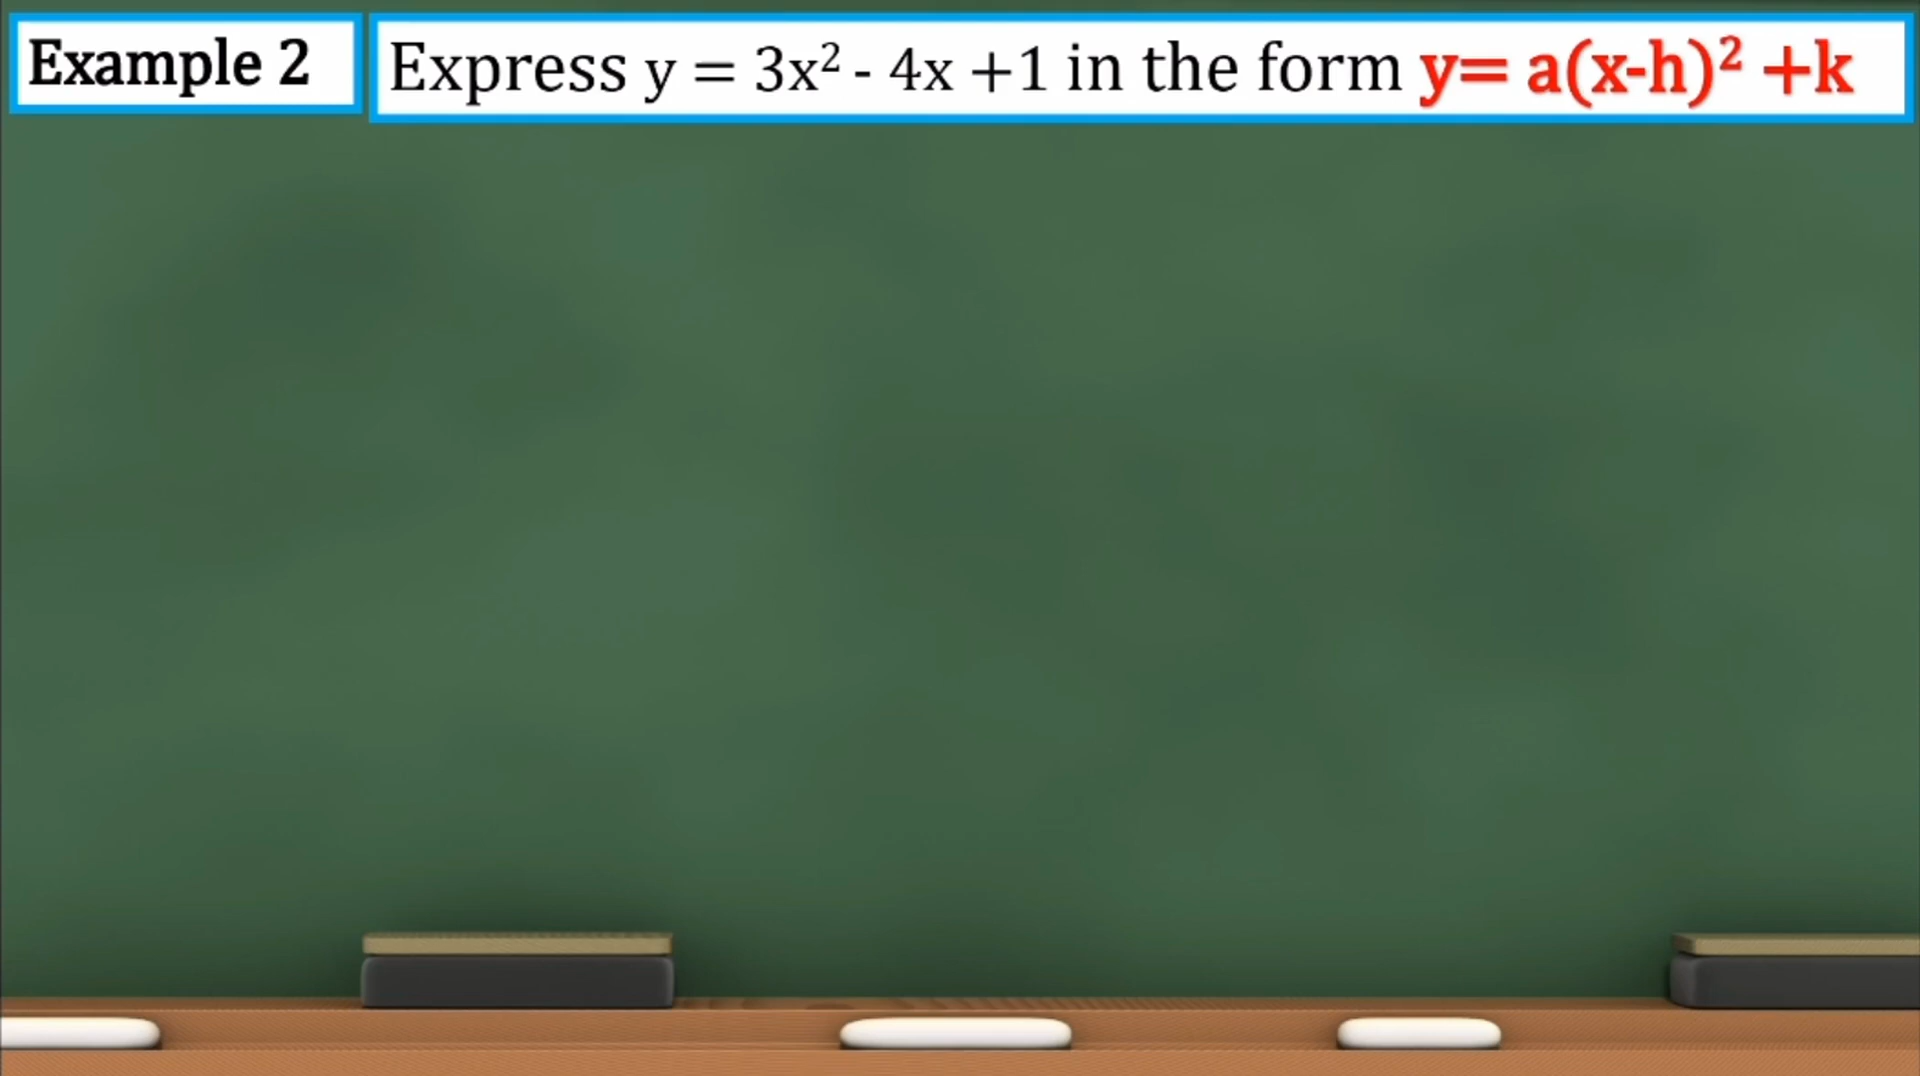 Example 2
Express y = 3x² - 4x +1 in the form y= a(x-h)² +k